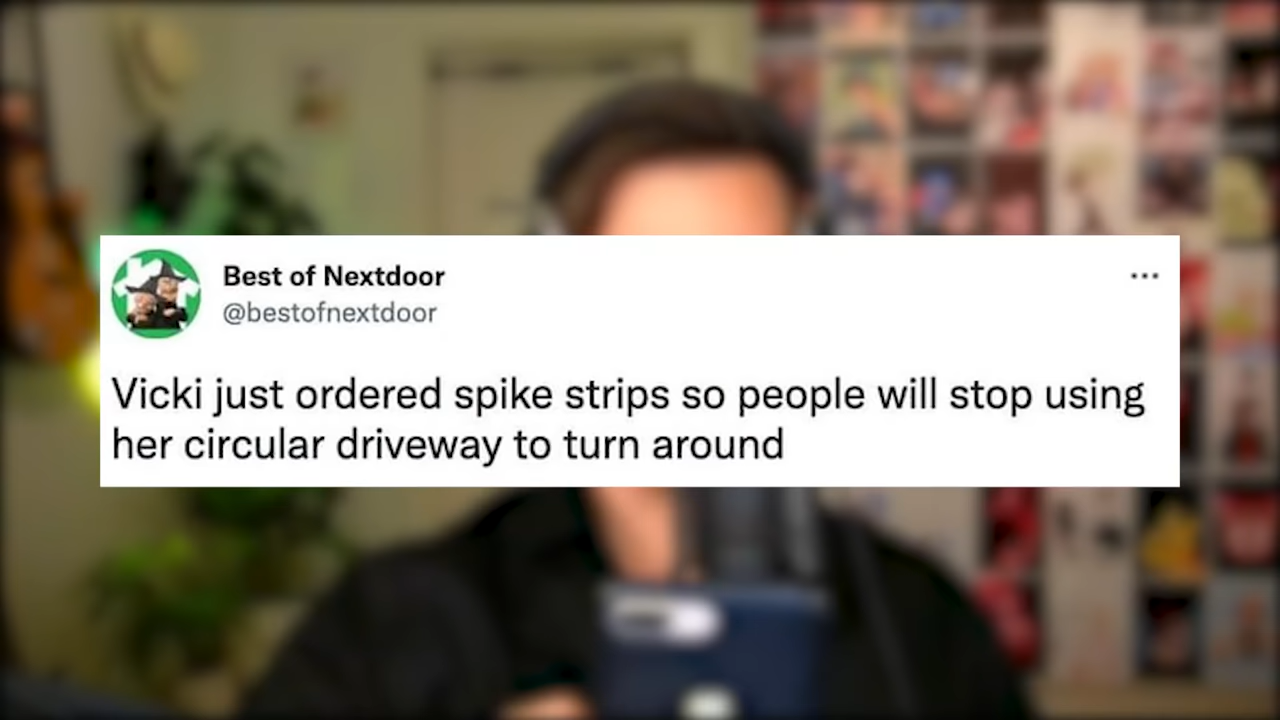 Best of Nextdoor
@bestofnextdoor
Vicki just ordered spike strips so people will stop using
her circular driveway to turn around